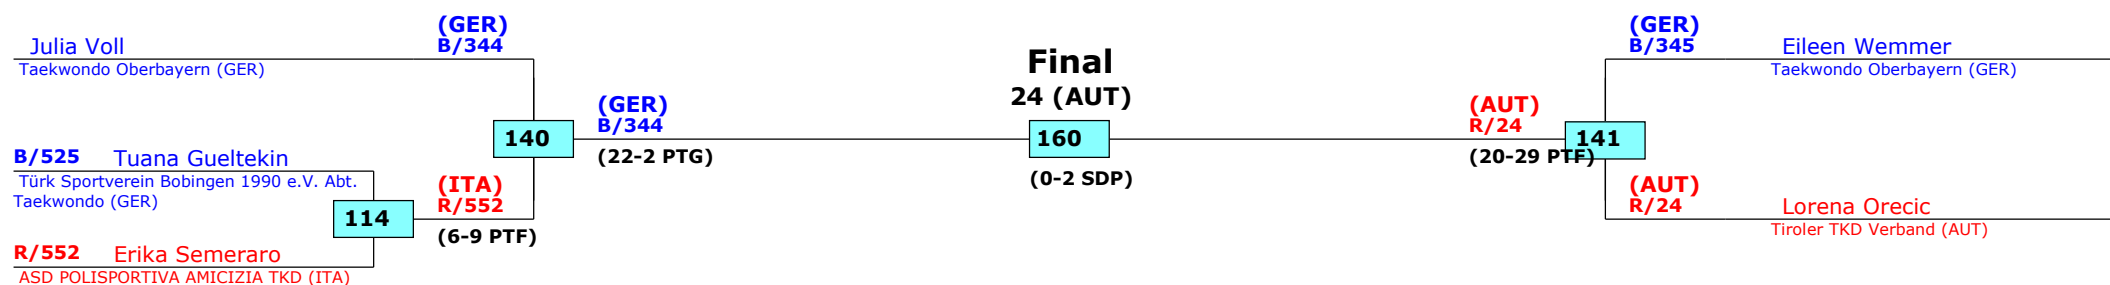 (GER)
B/344
Julia Voll
Taekwondo Oberbayern (GER)
B/525 Tuana Gueltekin
Türk Sportverein Bobingen 1990 e.V. Abt.
Taekwondo (GER)
114
R/552 Erika Semeraro
ASD POLISPORTIVA AMICIZIA TKD (ITA)
(ITA)
R/552
(6-9 PTF)
140
(GER)
B/344
(22-2 PTG)
Final
24 (AUT)
160
(0-2 SDP)
(AUT)
R/24
(20-29 PTF)
141
(GER)
B/345
Eileen Wemmer
Taekwondo Oberbayern (GER)
(AUT)
R/24
Lorena Orecic
Tiroler TKD Verband (AUT)